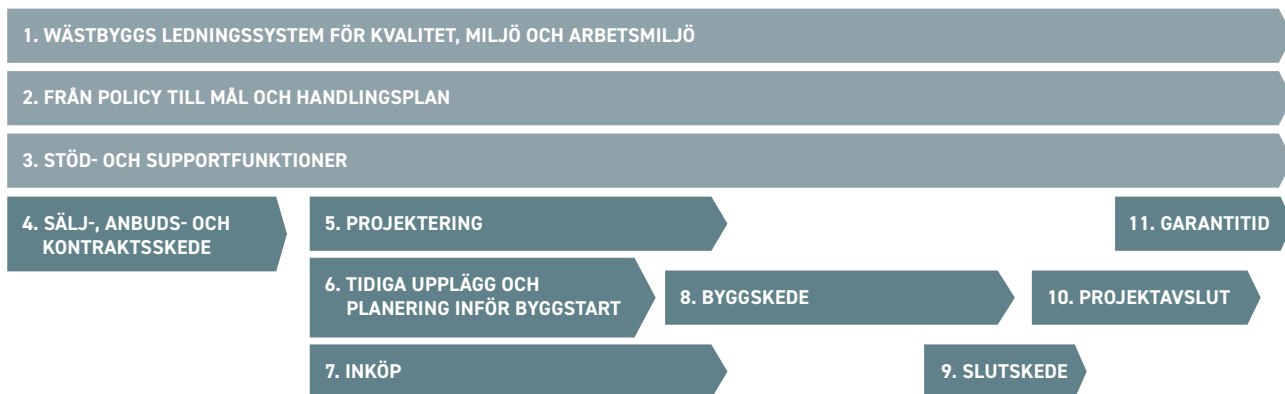 1. WÄSTBYGGS LEDNINGSSYSTEM FÖR KVALITET, MILJÖ OCH ARBETSMILJÖ
2. FRÅN POLICY TILL MÅL OCH HANDLINGSPLAN
3. STÖD- OCH SUPPORTFUNKTIONER
4. SÄLJ-, ANBUDS- OCH
KONTRAKTSSKEDE
5. PROJEKTERING
11. GARANTITID
6. TIDIGA UPPLÄGG OCH
PLANERING INFÖR BYGGSTART
8. BYGGSKEDE
10. PROJEKTAVSLUT
7. INKÖP
9. SLUTSKEDE